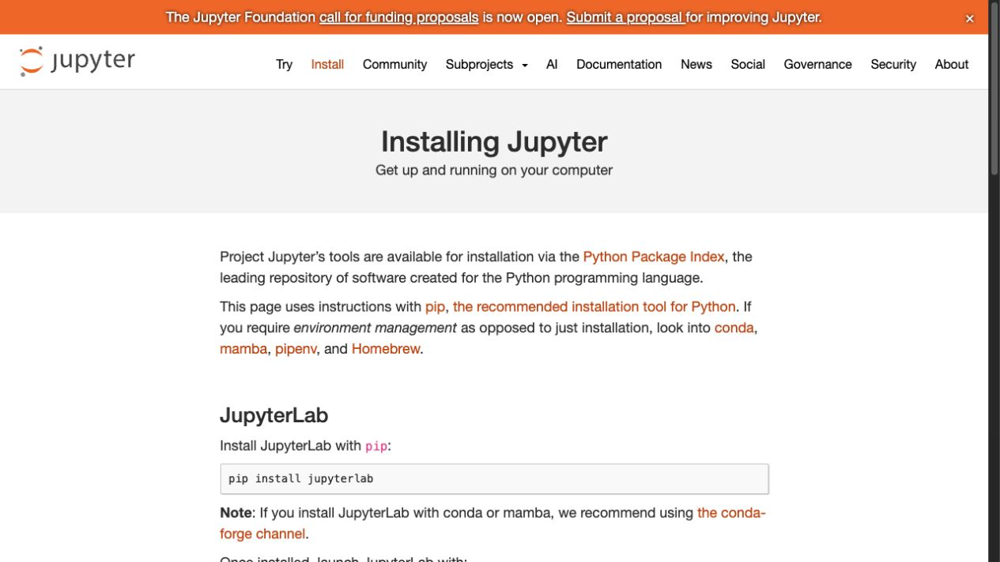 The Jupyter Foundation call for funding proposals is now open. Submit a proposal for improving Jupyter. ×
jupyter
Try Install Community Subprojects AI Documentation News Social Governance Security About
Installing Jupyter
Get up and running on your computer
Project Jupyter’s tools are available for installation via the Python Package Index, the
leading repository of software created for the Python programming language.
This page uses instructions with pip, the recommended installation tool for Python. If
you require environment management as opposed to just installation, look into conda,
mamba, pipenv, and Homebrew.
JupyterLab
Install JupyterLab with pip:
pip install jupyterlab
Note: If you install JupyterLab with conda or mamba, we recommend using the conda-
forge channel.
Once installed, launch JupyterLab with: